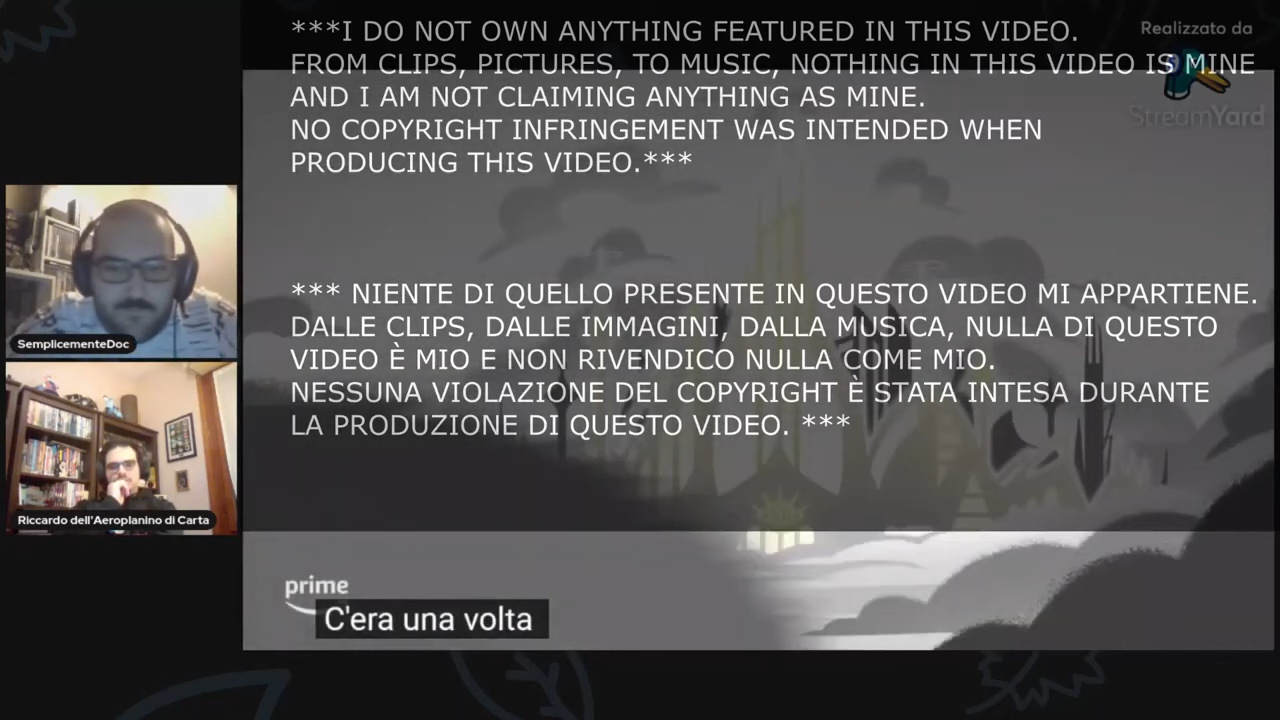 ***I DO NOT OWN ANYTHING FEATURED IN THIS VIDEO.
FROM CLIPS, PICTURES, TO MUSIC, NOTHING IN THIS VIDEO IS MINE
AND I AM NOT CLAIMING ANYTHING AS MINE.
NO COPYRIGHT INFRINGEMENT WAS INTENDED WHEN
PRODUCING THIS VIDEO.***
Realizzato da
StreamYard
*** NIENTE DI QUELLO PRESENTE IN QUESTO VIDEO MI APPARTIENE.
DALLE CLIPS, DALLE IMMAGINI, DALLA MUSICA, NULLA DI QUESTO
VIDEO È MIO E NON RIVENDICO NULLA COME MIO.
NESSUNA VIOLAZIONE DEL COPYRIGHT È STATA INTESA DURANTE
LA PRODUZIONE DI QUESTO VIDEO. ***
SemplicementeDoc
Riccardo dell'Aeroplanino di Carta
prime
C'era una volta